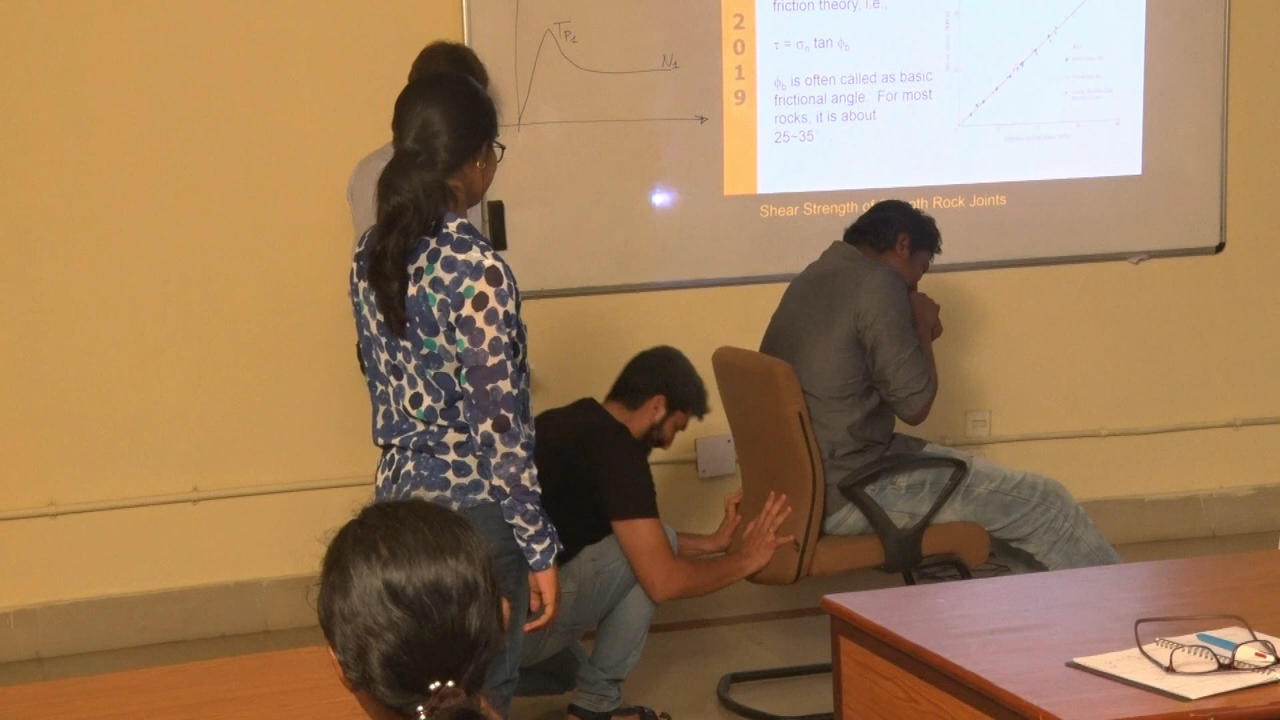 friction theory, i.e.,
τ = σn tan ϕb
ϕb is often called as basic
frictional angle. For most
rocks, it is about
25~35°
2
0
1
9
Shear Strength of Rock Joints
TP1
N1